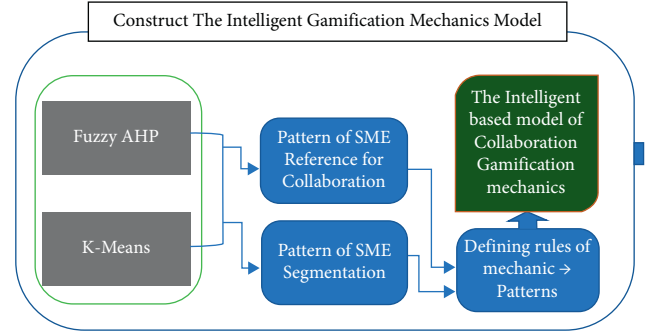 Construct The Intelligent Gamification Mechanics Model
Fuzzy AHP
K-Means
Pattern of SME
Reference for
Collaboration
Pattern of SME
Segmentation
The Intelligent
based model of
Collaboration
Gamification
mechanics
Defining rules of
mechanic →
Patterns